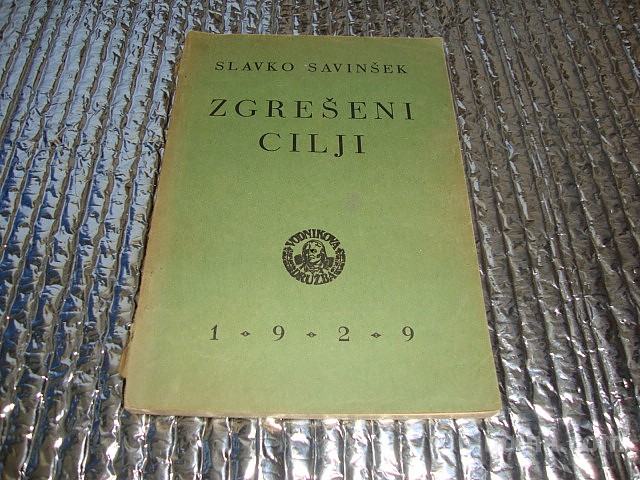 SLAVKO SAVINŠEK
ZGREŠENI
CILJI
VODNIKOVA
DRUŽBA
1 • 9 • 2 • 9